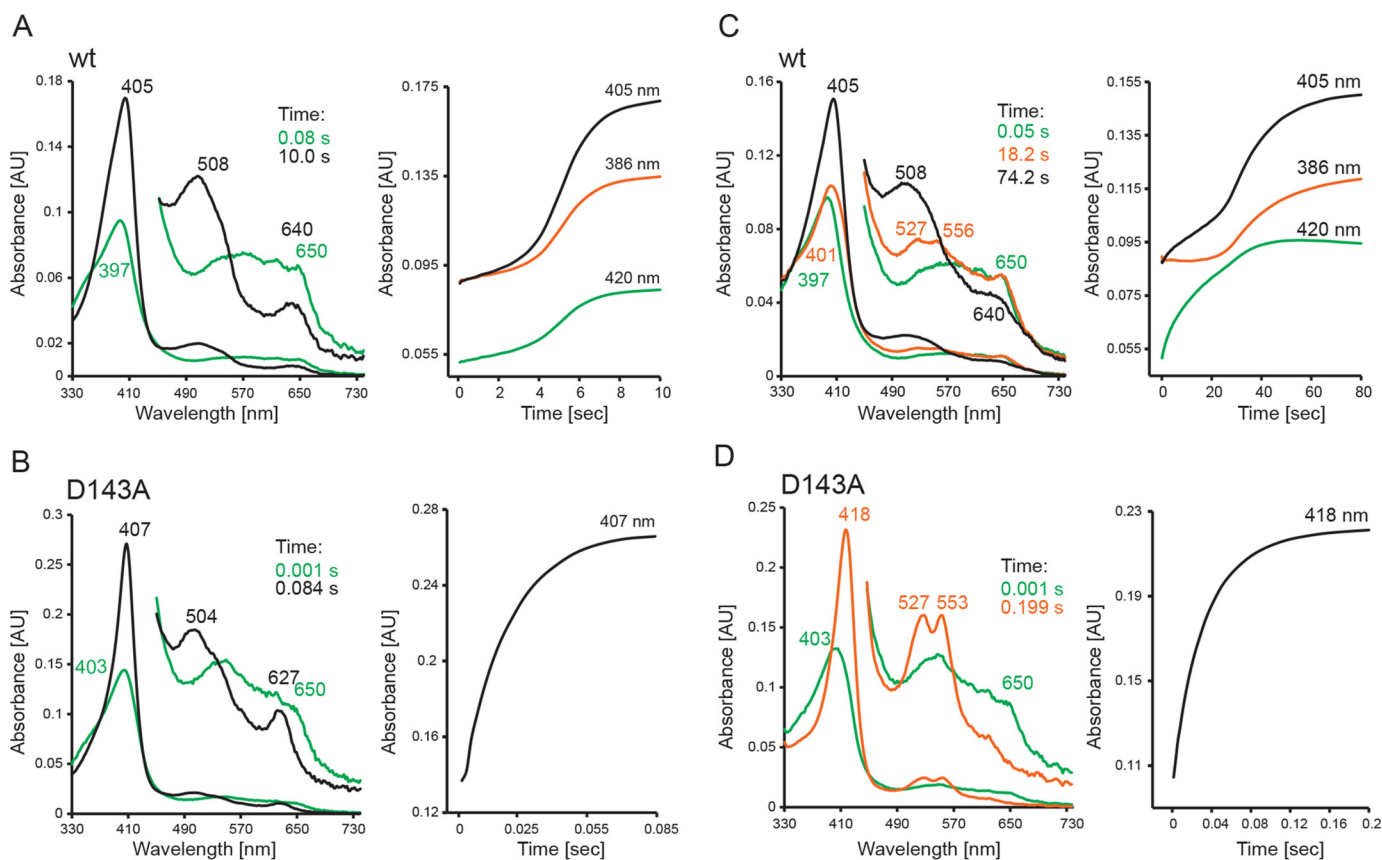 A
wt
0.18
0.14
0.1
0.06
0.02
0
Absorbance [AU]
405
397
508
640
650
Time:
0.08 s
10.0 s
330 410 490 570 650 730
Wavelength [nm]
0.175
0.135
0.095
0.055
Absorbance [AU]
405 nm
386 nm
420 nm
0 2 4 6 8 10
Time [sec]
C
wt
0.16
0.12
0.08
0.04
0
Absorbance [AU]
405
401
397
508
527 556
650
640
Time:
0.05 s
18.2 s
74.2 s
330 410 490 570 650 730
Wavelength [nm]
0.155
0.135
0.115
0.095
0.075
0.055
Absorbance [AU]
405 nm
386 nm
420 nm
0 20 40 60 80
Time [sec]
B
D143A
0.3
0.25
0.2
0.15
0.1
0.05
0
Absorbance [AU]
407
403
504
627
650
Time:
0.001 s
0.084 s
330 410 490 570 650 730
Wavelength [nm]
0.28
0.24
0.2
0.16
0.12
Absorbance [AU]
407 nm
0 0.025 0.055 0.085
Time [sec]
D
D143A
0.25
0.2
0.15
0.1
0.05
0
Absorbance [AU]
418
403
527 553
650
Time:
0.001 s
0.199 s
330 410 490 570 650 730
Wavelength [nm]
0.23
0.19
0.15
0.11
Absorbance [AU]
418 nm
0 0.04 0.08 0.12 0.16 0.2
Time [sec]